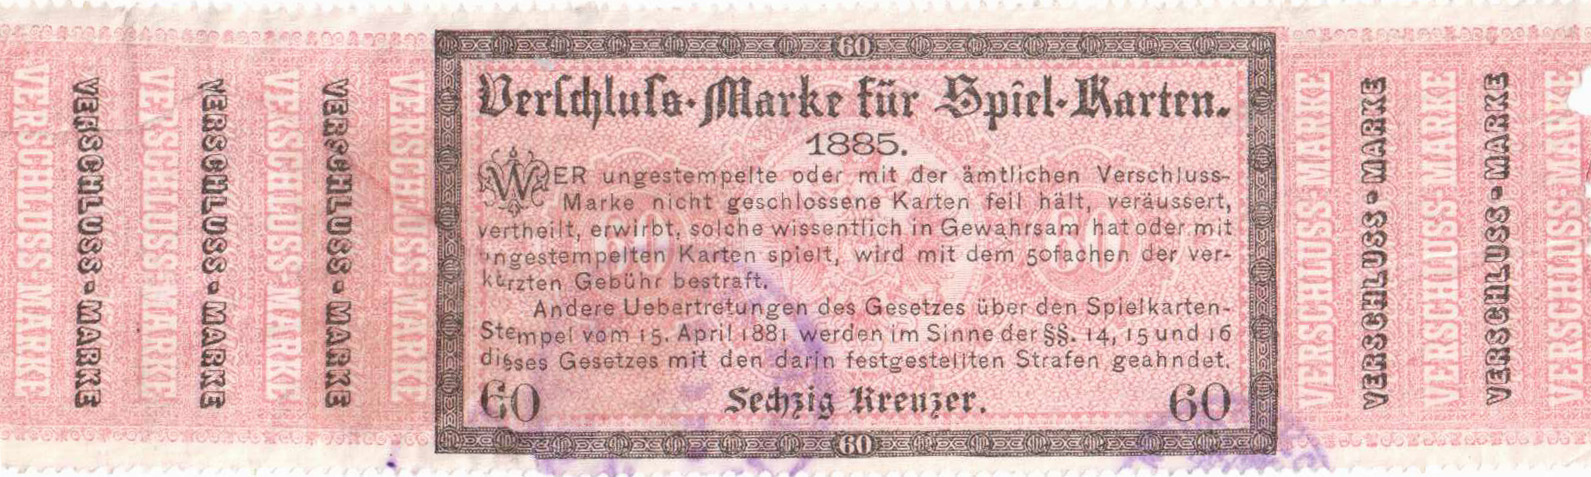 VERSCHLUSS-MARKE
VERSCHLUSS-MARKE
VERSCHLUSS-MARKE
VERSCHLUSS-MARKE
VERSCHLUSS-MARKE
VERSCHLUSS-MARKE
VERSCHLUSS-MARKE
60
Verschluss-Marke für Spiel-Karten.
1885.
WER ungestempelte oder mit der ämtlichen Verschluss-
Marke nicht geschlossene Karten feil hält, veräussert,
vertheilt, erwirbt, solche wissentlich in Gewahrsam hat oder mit
ungestempelten Karten spielt, wird mit dem 50fachen der ver-
kürzten Gebühr bestraft.
Andere Uebertretungen des Gesetzes über den Spielkarten-
Stempel vom 15. April 1881 werden im Sinne der §§. 14, 15 und 16
dieses Gesetzes mit den darin festgestellten Strafen geahndet.
60 Sechzig Kreuzer. 60
60
60 60
VERSCHLUSS-MARKE
VERSCHLUSS-MARKE
VERSCHLUSS-MARKE
VERSCHLUSS-MARKE
VERSCHLUSS-MARKE